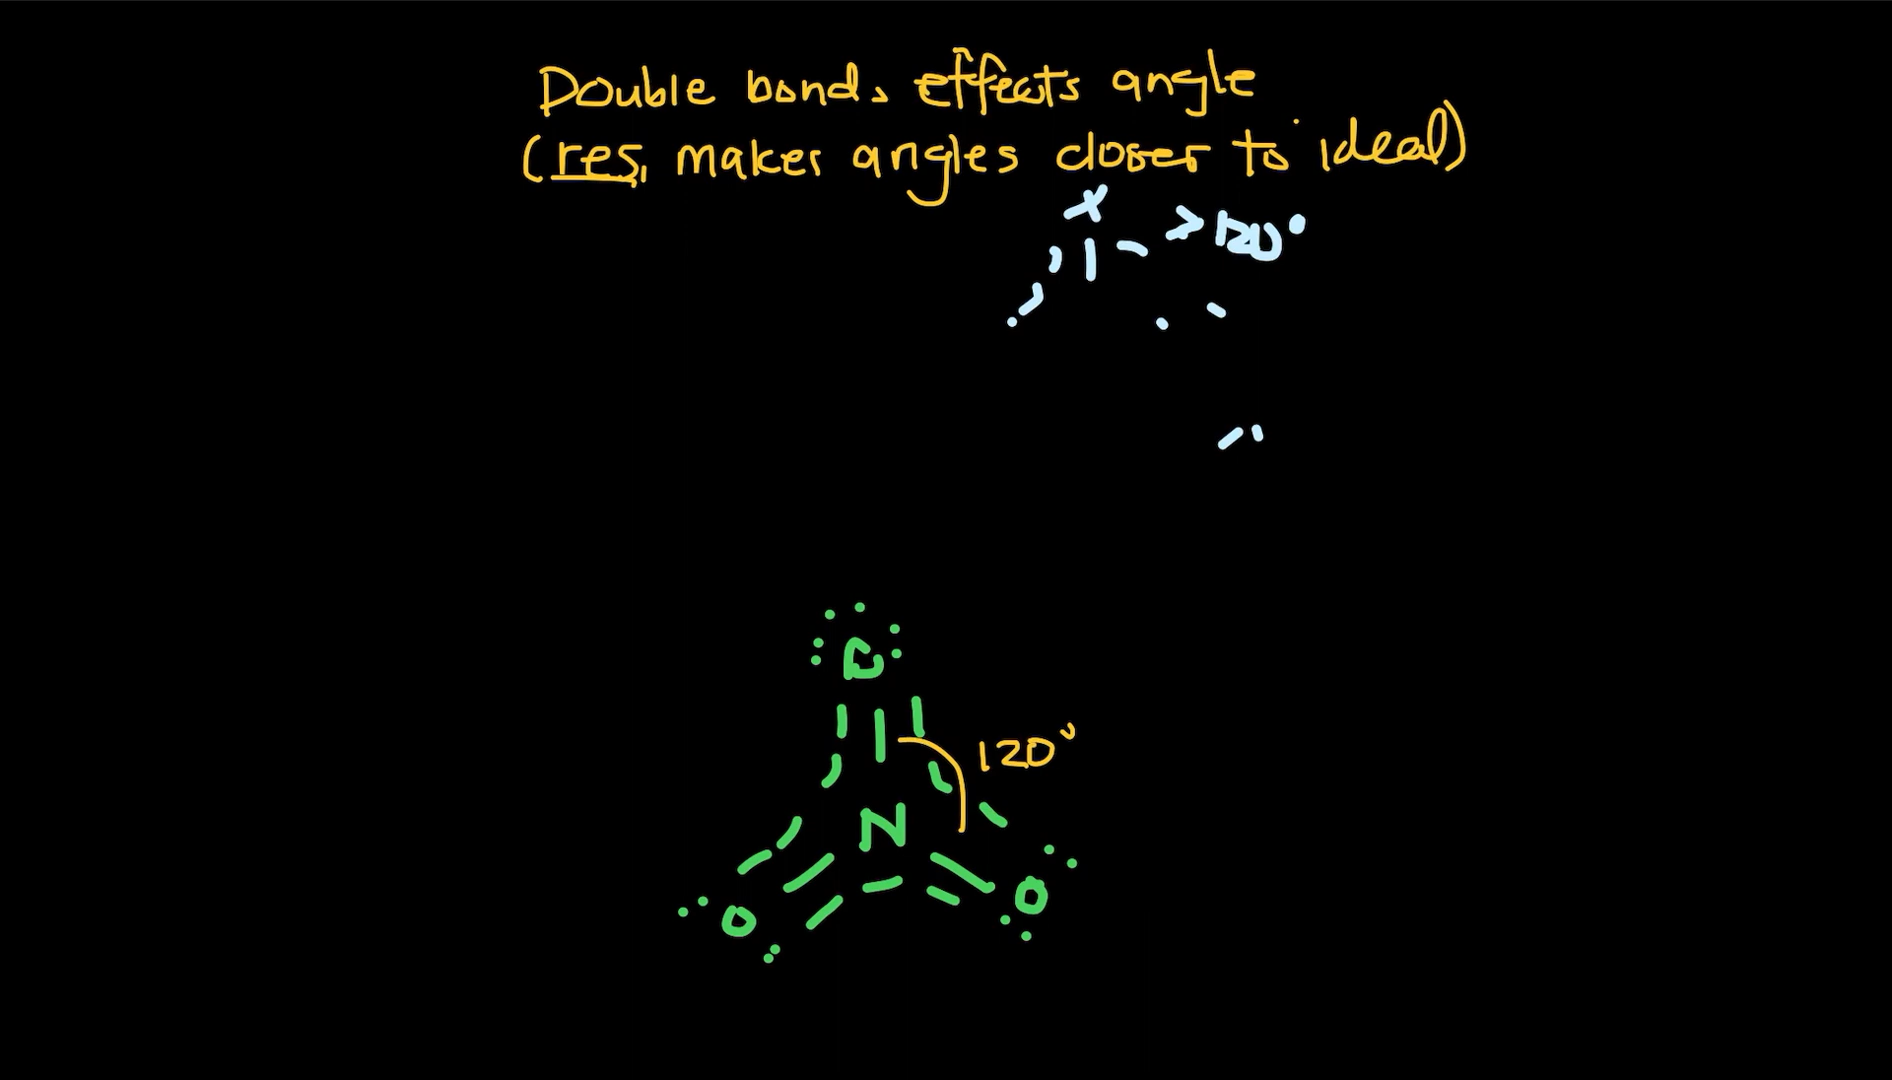 Double bonds effects angle
(res. makes angles closer to ideal)
x
>120°
120°
N
O
O